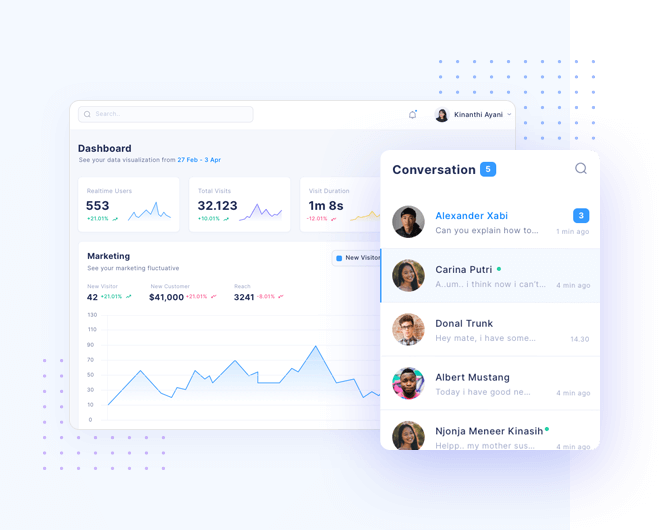 Search..
Kinanthi Ayani
Dashboard
See your data visualization from 27 Feb - 3 Apr
Realtime Users
553
+21.01%
Total Visits
32.123
+10.01%
Visit Duration
1m 8s
-12.01%
Marketing
See your marketing fluctuative
New Visitor
New Visitor
42 +21.01%
New Customer
$41,000 +21.01%
Reach
3241 -8.01%
130
110
90
70
50
30
10
0
Conversation 5
Alexander Xabi 3
Can you explain how to... 1 min ago
Carina Putri
A..um.. i think now i can't... 4 min ago
Donal Trunk
Hey mate, i have some... 14.30
Albert Mustang
Today i have good ne... 4 min ago
Njonja Meneer Kinasih
Helpp.. my mother sus... 4 min ago